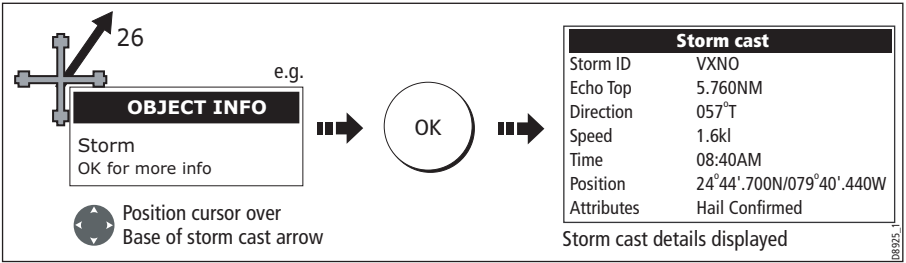 26
e.g.
OBJECT INFO
Storm
OK for more info
Position cursor over
Base of storm cast arrow
OK
Storm cast
Storm ID VXNO
Echo Top 5.760NM
Direction 057°T
Speed 1.6kl
Time 08:40AM
Position 24°44'.700N/079°40'.440W
Attributes Hail Confirmed
Storm cast details displayed
D8925_1